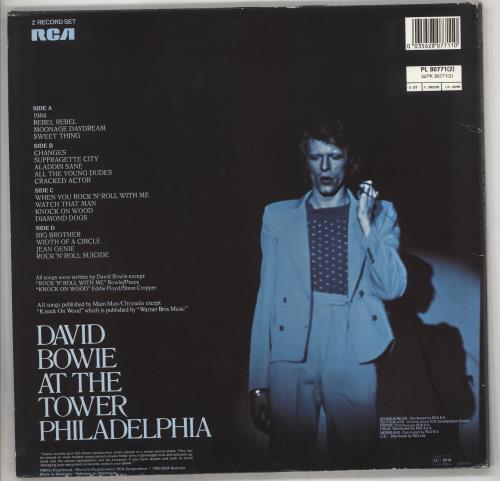 2 RECORD SET
RCA
0035628077110
PL 80771(2)
SIDE A
1984
REBEL REBEL
MOONAGE DAYDREAM
SWEET THING
SIDE B
CHANGES
SUFFRAGETTE CITY
ALADDIN SANE
ALL THE YOUNG DUDES
CRACKED ACTOR
SIDE C
WHEN YOU ROCK 'N' ROLL WITH ME
WATCH THAT MAN
KNOCK ON WOOD
DIAMOND DOGS
SIDE D
BIG BROTHER
WIDTH OF A CIRCLE
JEAN GENIE
ROCK 'N' ROLL SUICIDE
All songs were written by David Bowie except:
"ROCK 'N' ROLL WITH ME" Bowie/Peace
"KNOCK ON WOOD" Eddie Floyd/Steve Cropper
All songs published by Main Man/Chrysalis except
"Knock On Wood" which is published by "Warner Bros Music"
DAVID
BOWIE
AT THE
TOWER
PHILADELPHIA